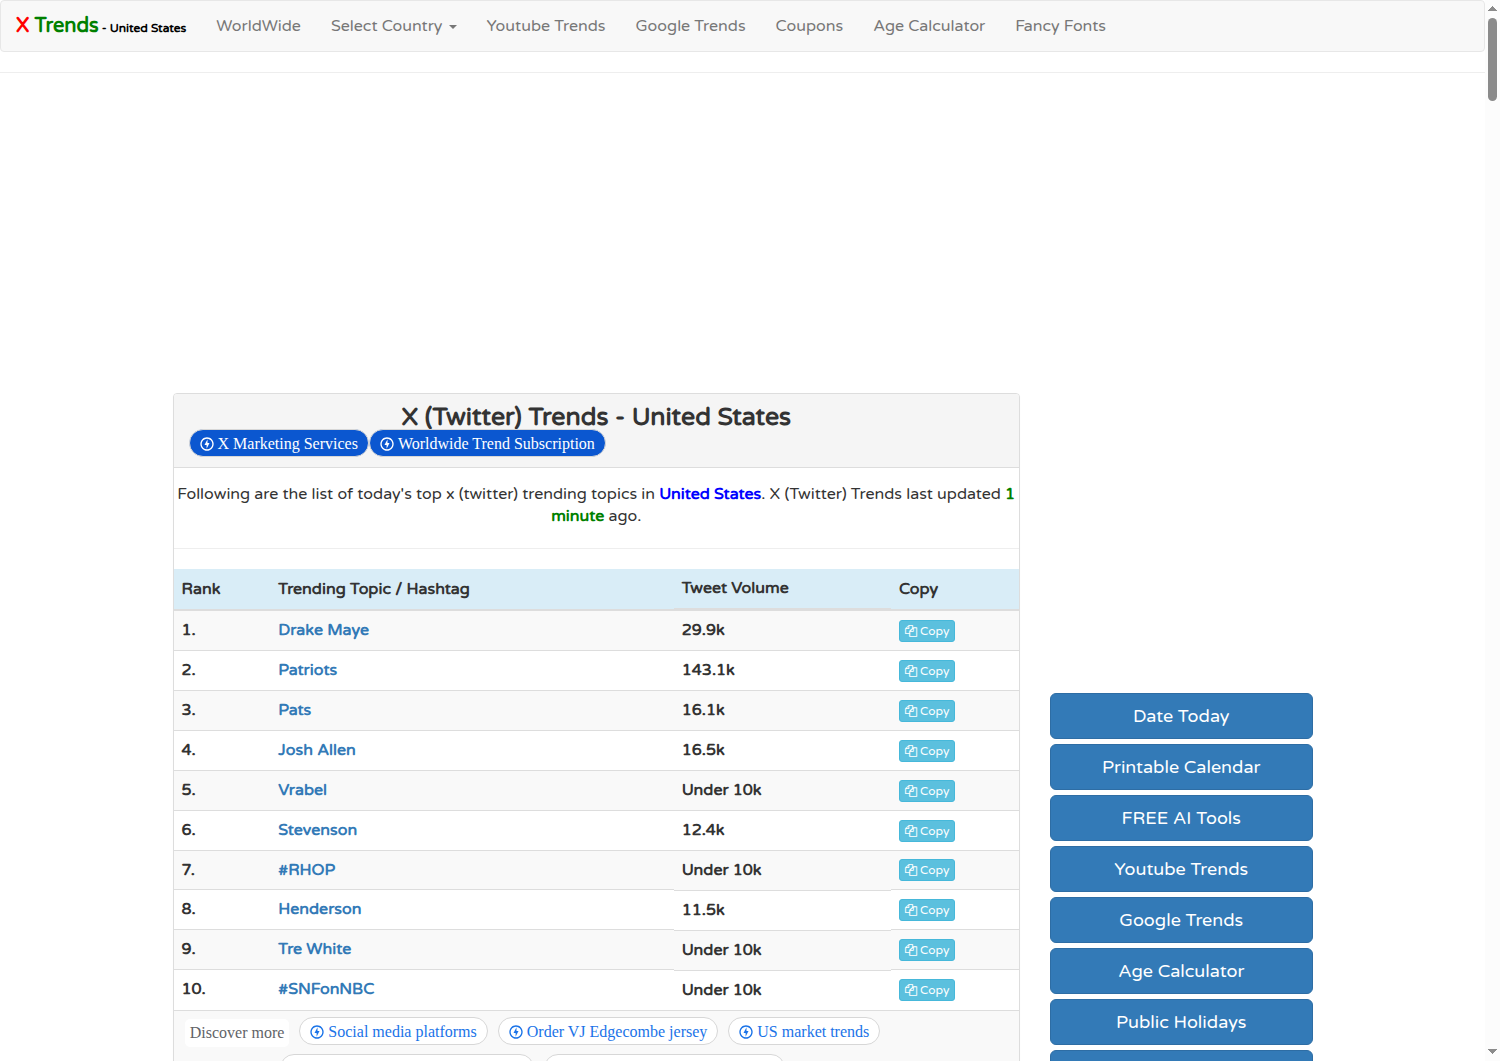 X Trends - United States WorldWide Select Country Youtube Trends Google Trends Coupons Age Calculator Fancy Fonts
X (Twitter) Trends - United States
X Marketing Services Worldwide Trend Subscription
Following are the list of today's top x (twitter) trending topics in United States. X (Twitter) Trends last updated 1
minute ago.
Rank Trending Topic / Hashtag Tweet Volume Copy
1. Drake Maye 29.9k Copy
2. Patriots 143.1k Copy
3. Pats 16.1k Copy
4. Josh Allen 16.5k Copy
5. Vrabel Under 10k Copy
6. Stevenson 12.4k Copy
7. #RHOP Under 10k Copy
8. Henderson 11.5k Copy
9. Tre White Under 10k Copy
10. #SNFonNBC Under 10k Copy
Discover more Social media platforms Order VJ Edgecombe jersey US market trends
Date Today
Printable Calendar
FREE AI Tools
Youtube Trends
Google Trends
Age Calculator
Public Holidays